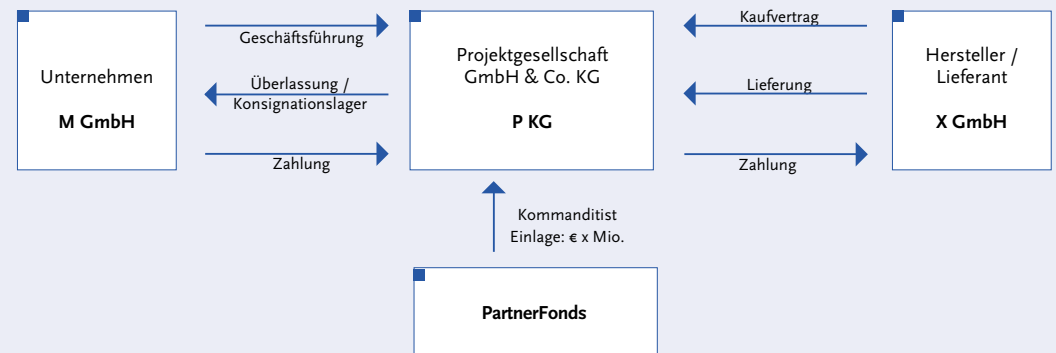 Unternehmen
M GmbH
Geschäftsführung
Überlassung /
Konsignationslager
Zahlung
Projektgesellschaft
GmbH & Co. KG
P KG
Kaufvertrag
Lieferung
Zahlung
Hersteller /
Lieferant
X GmbH
Kommanditist
Einlage: € x Mio.
PartnerFonds